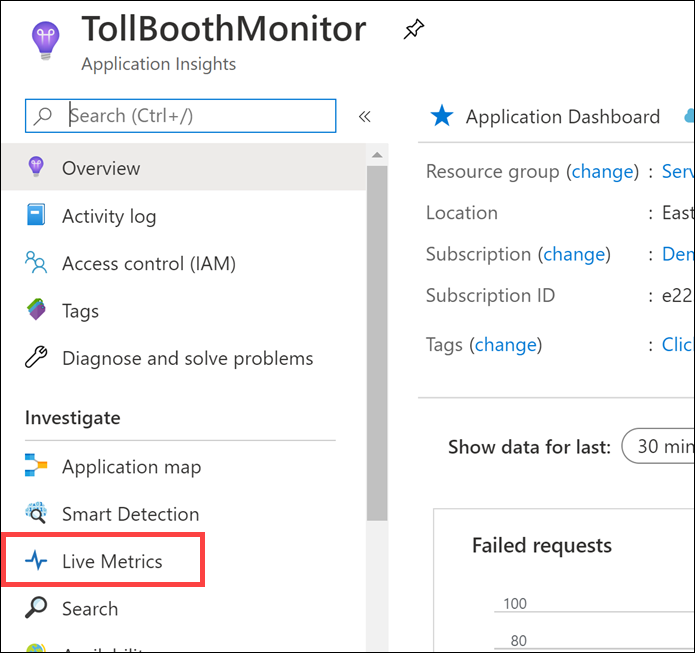 TollBoothMonitor
Application Insights
Search (Ctrl+/)
«
Overview
Activity log
Access control (IAM)
Tags
Diagnose and solve problems
Investigate
Application map
Smart Detection
Live Metrics
Search
Application Dashboard
Resource group (change) : Serv
Location : East
Subscription (change) : Den
Subscription ID : e22
Tags (change) : Clic
Show data for last: 30 min
Failed requests
100
80